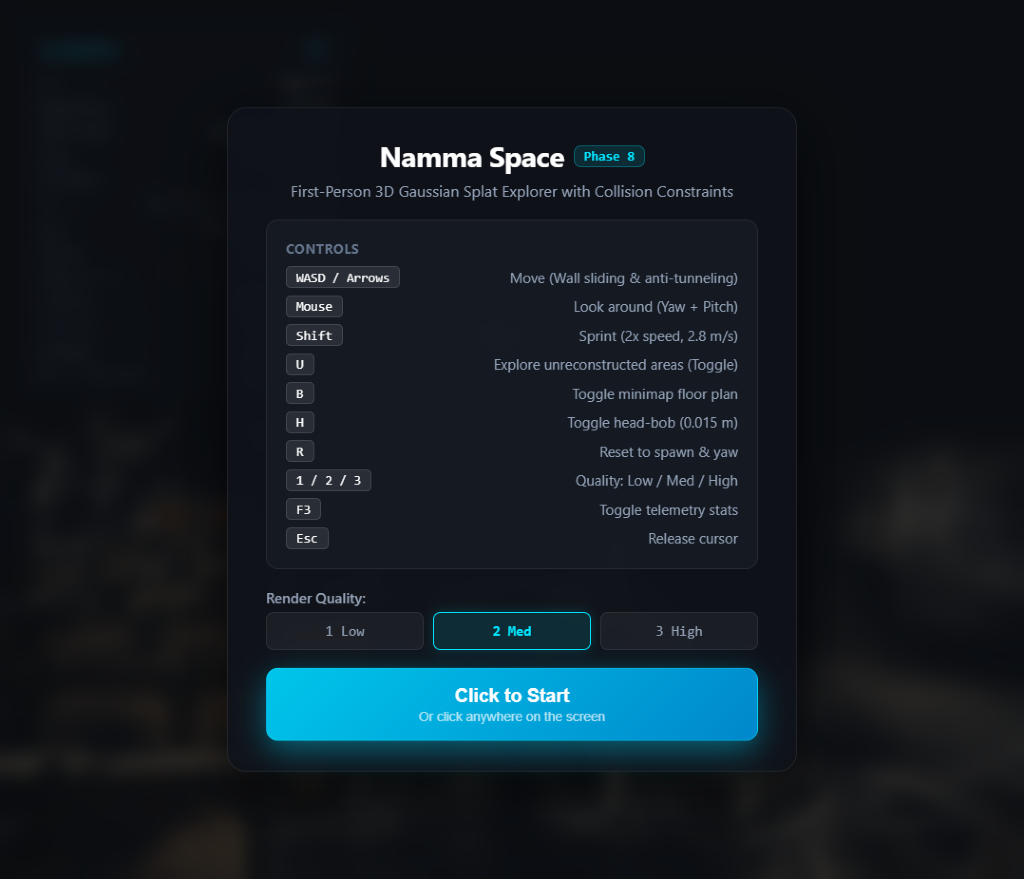 Namma Space Phase 8
First-Person 3D Gaussian Splat Explorer with Collision Constraints
CONTROLS
WASD / Arrows Move (Wall sliding & anti-tunneling)
Mouse Look around (Yaw + Pitch)
Shift Sprint (2x speed, 2.8 m/s)
U Explore unreconstructed areas (Toggle)
B Toggle minimap floor plan
H Toggle head-bob (0.015 m)
R Reset to spawn & yaw
1 / 2 / 3 Quality: Low / Med / High
F3 Toggle telemetry stats
Esc Release cursor
Render Quality:
1 Low 2 Med 3 High
Click to Start
Or click anywhere on the screen